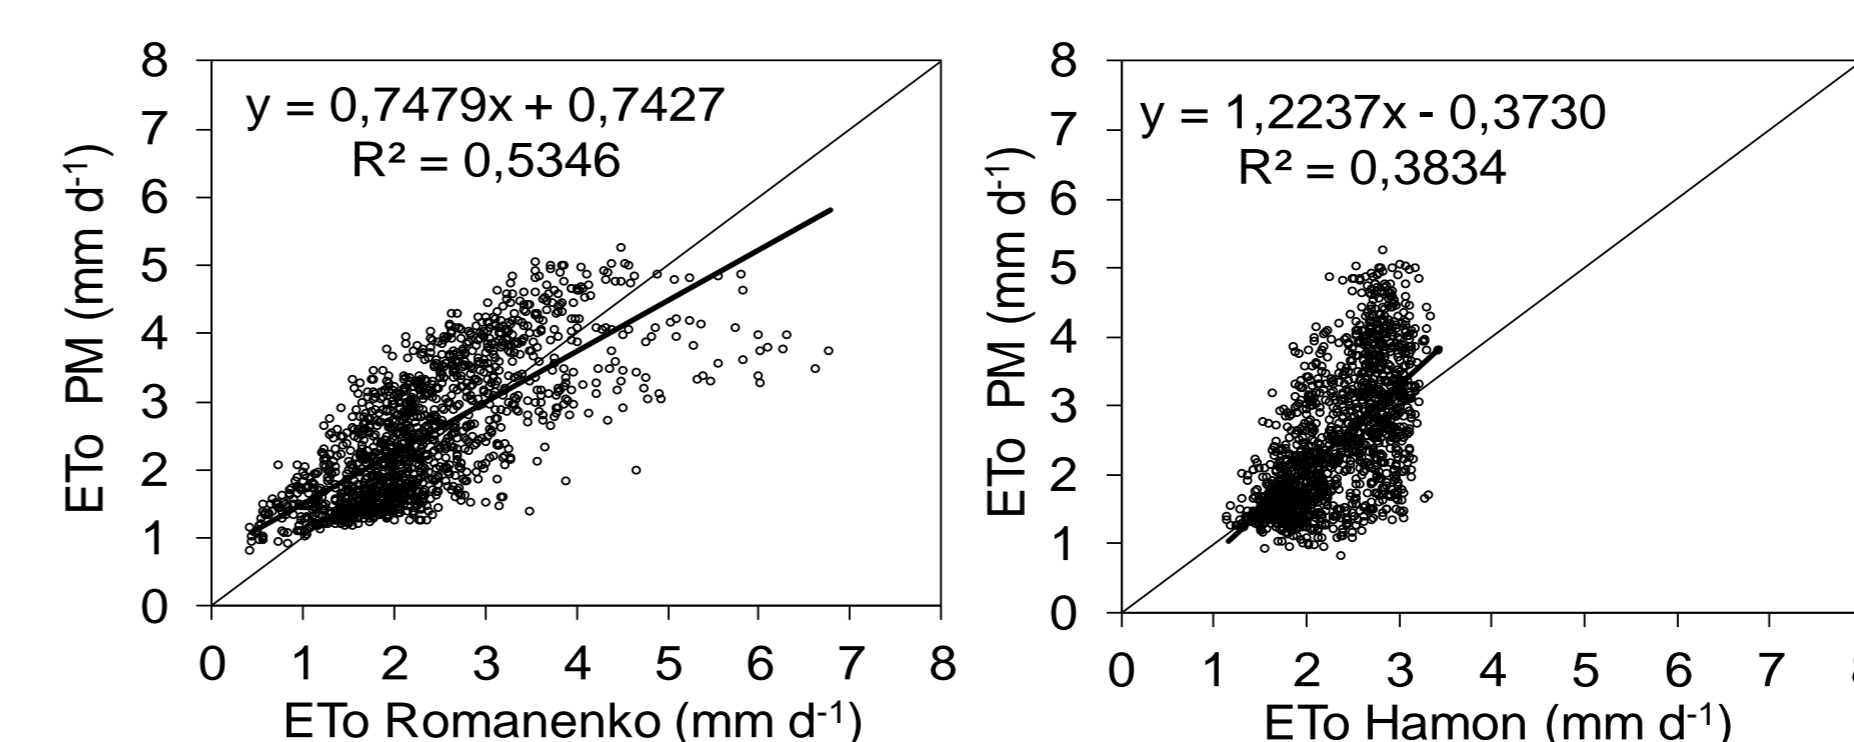 y = 0,7479x + 0,7427
R² = 0,5346
8
7
6
5
4
3
2
1
0
ETo PM (mm d-1)
0 1 2 3 4 5 6 7 8
ETo Romanenko (mm d-1)
y = 1,2237x - 0,3730
R² = 0,3834
8
7
6
5
4
3
2
1
0
ETo PM (mm d-1)
0 1 2 3 4 5 6 7
ETo Hamon (mm d-1)